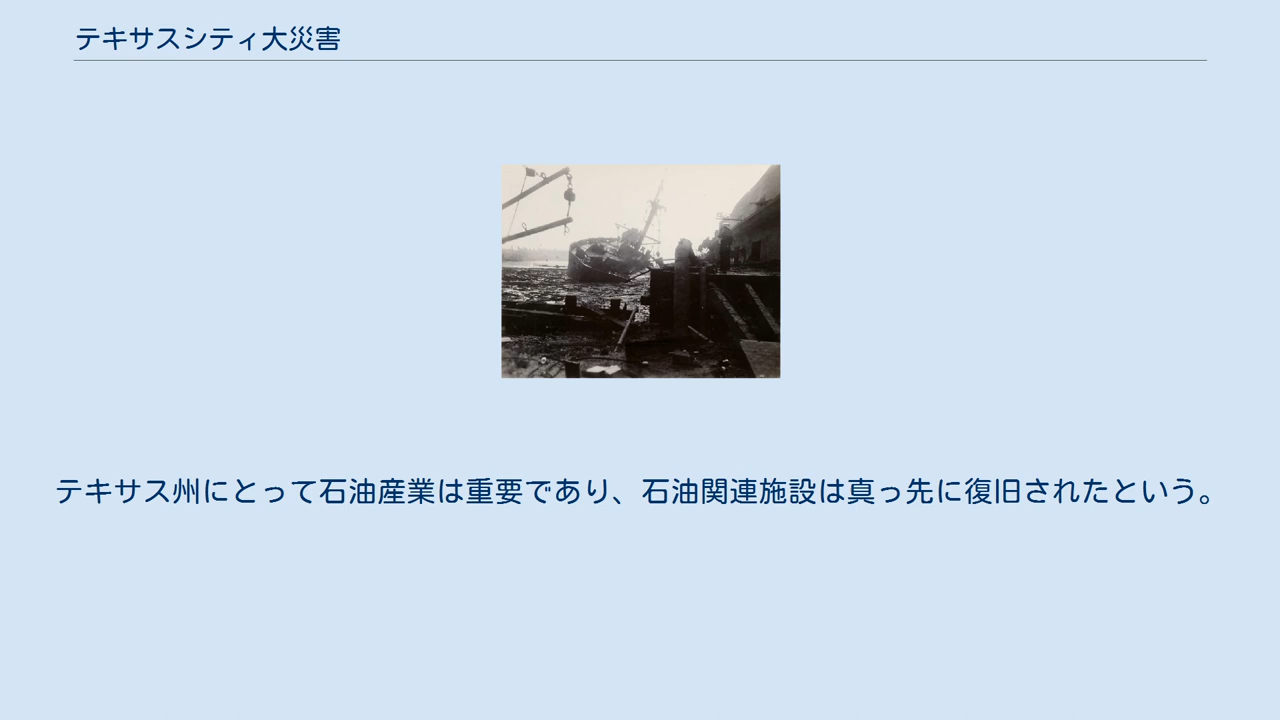 テキサスシティ大災害
テキサス州にとって石油産業は重要であり、石油関連施設は真っ先に復旧されたという。